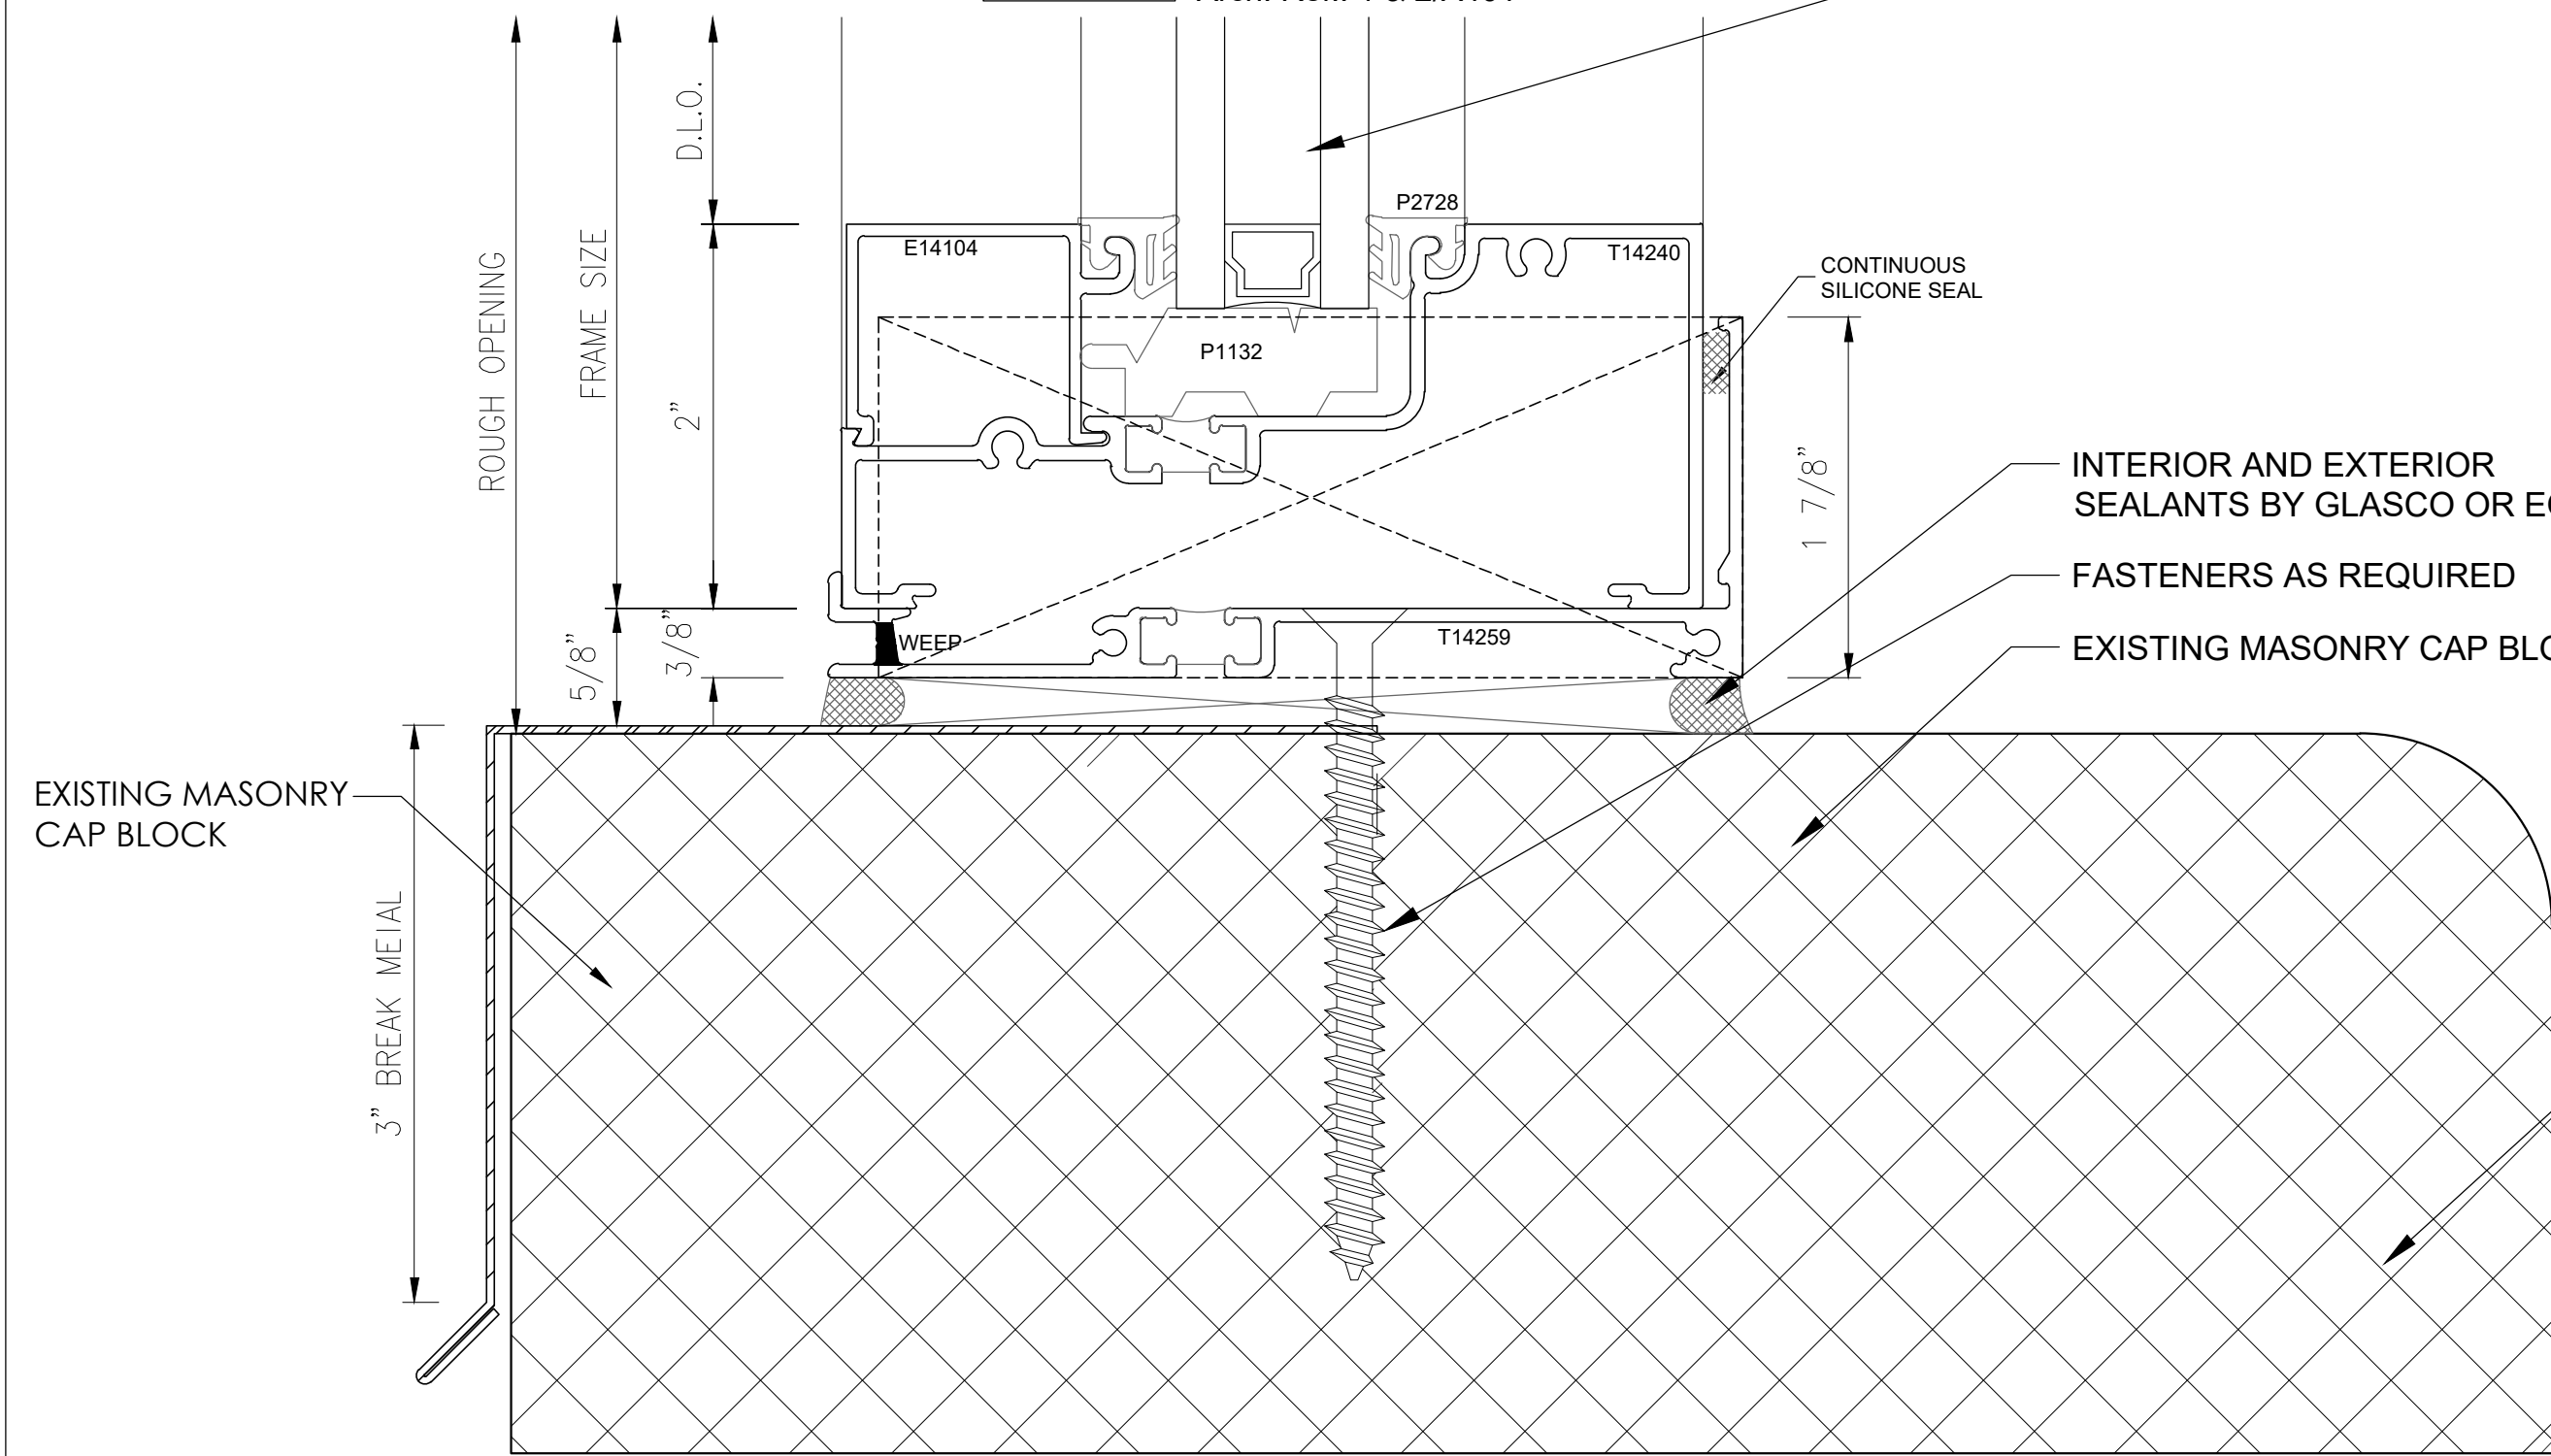 D.L.O.
ROUGH OPENING
FRAME SIZE
2”
5/8”
3/8”
P2728
E14104
T14240
CONTINUOUS
SILICONE SEAL
P1132
1 7/8”
INTERIOR AND EXTERIOR
SEALANTS BY GLASCO OR
FASTENERS AS REQUIRED
WEEP
T14259
EXISTING MASONRY CAP
EXISTING MASONRY
CAP BLOCK
3” BREAK METAL